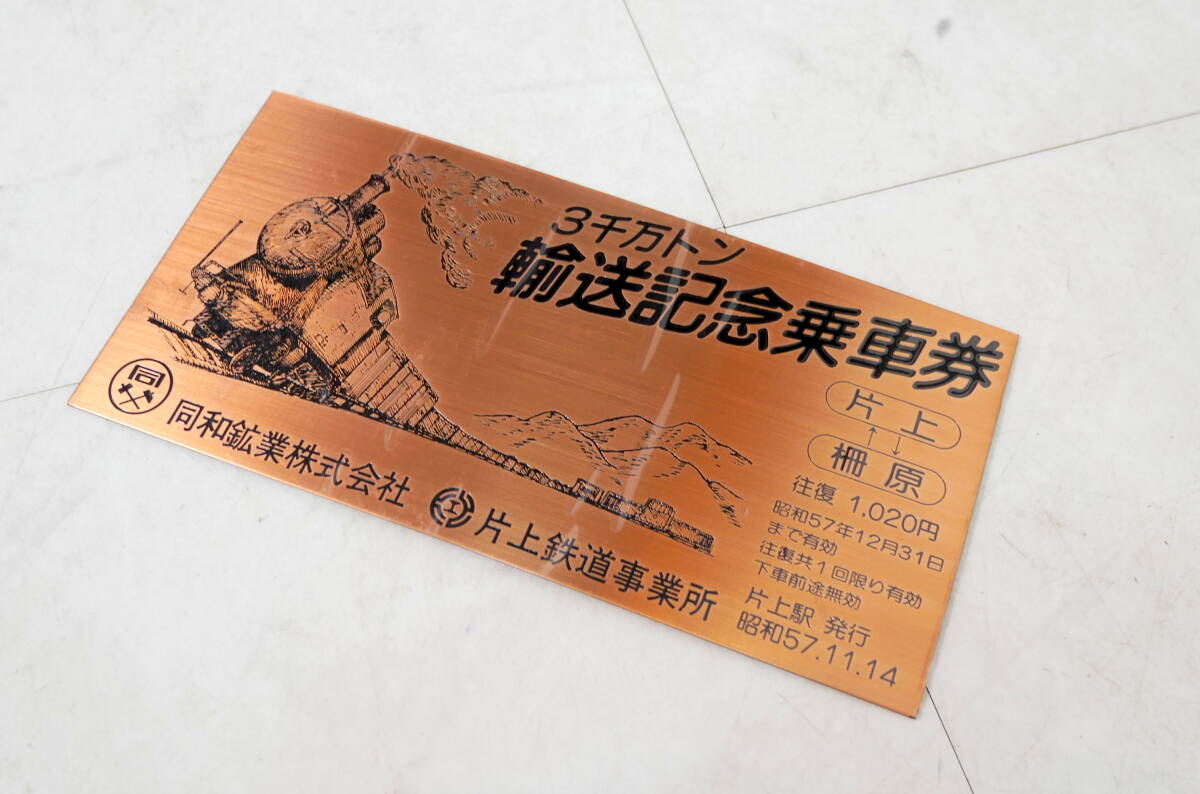 3千万トン
輸送記念乗車券
片上
↑↓
柵原
往復 1,020円
昭和57年12月31日
まで有効
往復共1回限り有効
下車前途無効
片上駅 発行
昭和57.11.14
同 同和鉱業株式会社
工 片上鉄道事業所